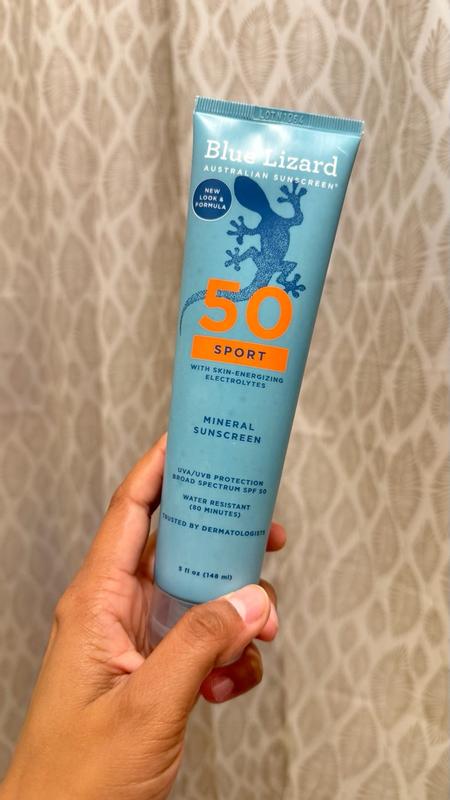 Blue Lizard
AUSTRALIAN SUNSCREEN®
NEW
LOOK &
FORMULA
50
SPORT
WITH SKIN-ENERGIZING
ELECTROLYTES
MINERAL
SUNSCREEN
UVA/UVB PROTECTION
BROAD SPECTRUM SPF 50
WATER RESISTANT
(80 MINUTES)
TRUSTED BY DERMATOLOGISTS
5 fl oz (148 ml)